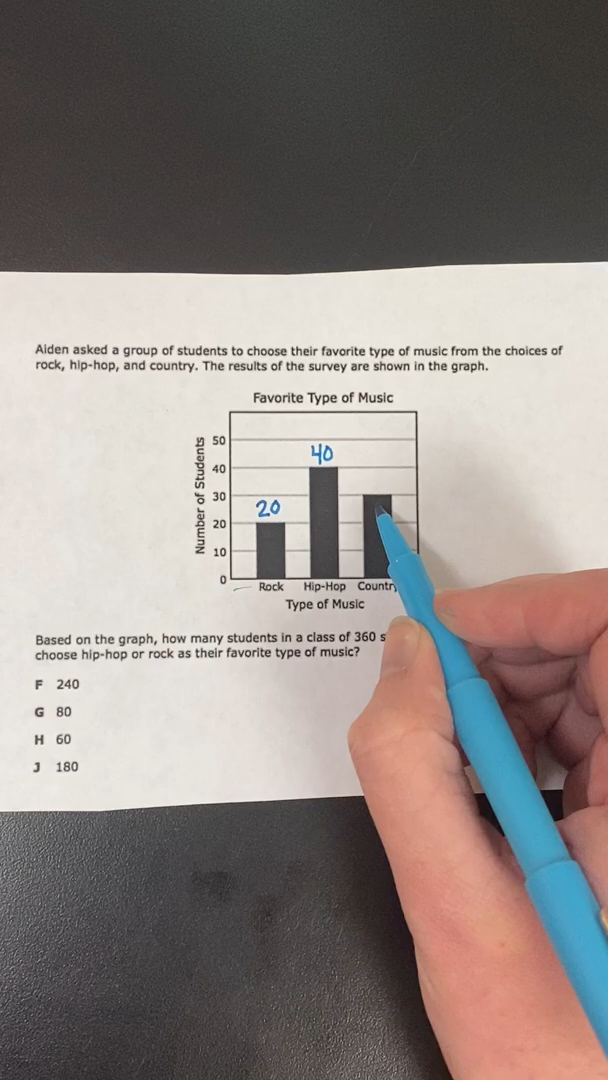 Aiden asked a group of students to choose their favorite type of music from the choices of
rock, hip-hop, and country. The results of the survey are shown in the graph.
Favorite Type of Music
Number of Students
50
40
30
20
10
0
20
40
Rock Hip-Hop Countr
Type of Music
Based on the graph, how many students in a class of 360 s
choose hip-hop or rock as their favorite type of music?
F 240
G 80
H 60
J 180